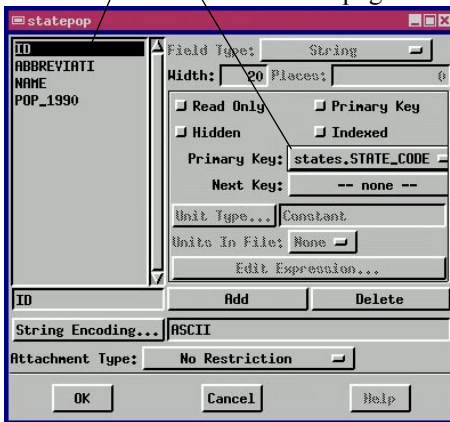 statepop
ID
ABBREVIATI
NAME
POP_1990
Field Type: String
Width: 20 Places: 0
Read Only Primary Key
Hidden Indexed
Primary Key: states.STATE_CODE
Next Key: -- none --
Unit Type... Constant
Units In File: None
Edit Expression...
ID Add Delete
String Encoding... ASCII
Attachment Type: No Restriction
OK Cancel Help